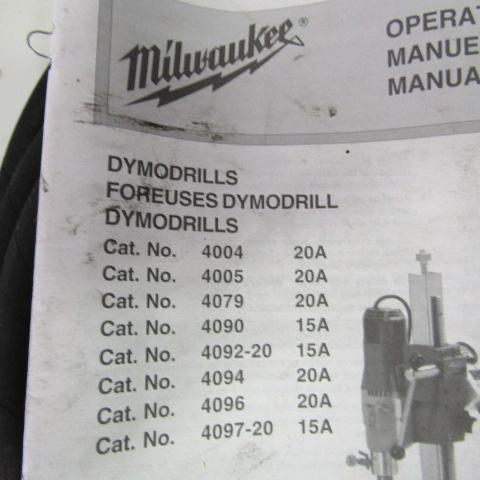 Milwaukee®
OPERAT
MANUE
MANUA
DYMODRILLS
FOREUSES DYMODRILL
DYMODRILLS
Cat. No. 4004 20A
Cat. No. 4005 20A
Cat. No. 4079 20A
Cat. No. 4090 15A
Cat. No. 4092-20 15A
Cat. No. 4094 20A
Cat. No. 4096 20A
Cat. No. 4097-20 15A